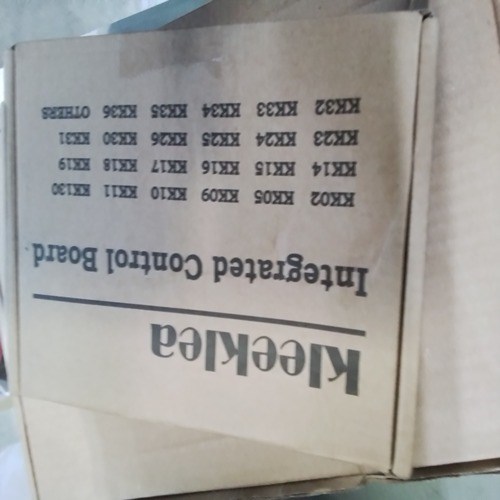 kleeklea
Integrated Control Board
KK02 KK05 KK09 KK10 KK11 KK130
KK14 KK15 KK16 KK17 KK18 KK19
KK23 KK24 KK25 KK26 KK30 KK31
KK32 KK33 KK34 KK35 KK36 OTHERS